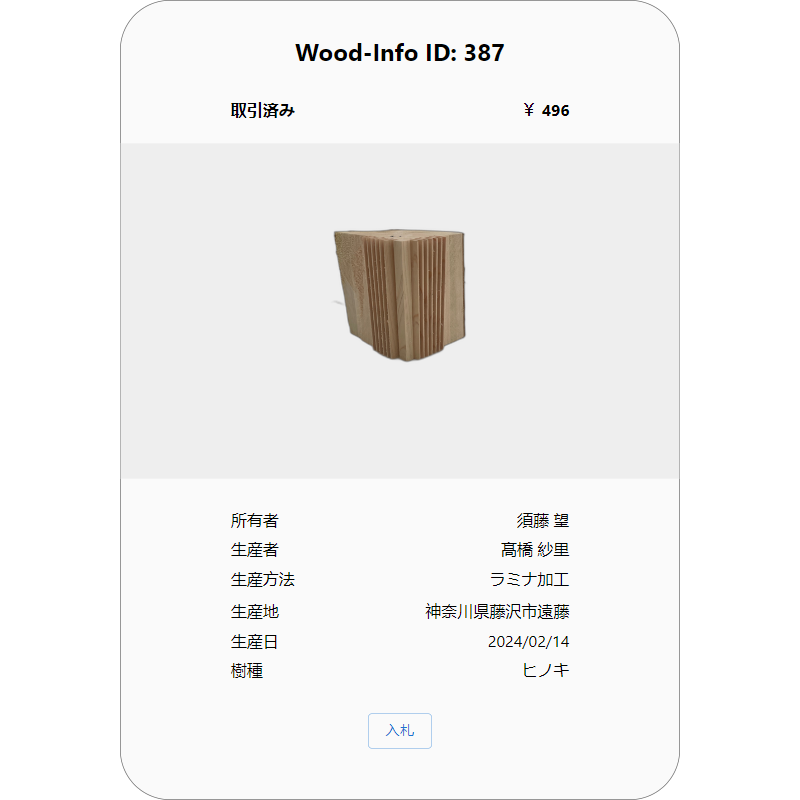 Wood-Info ID: 387
取引済み ¥ 496
所有者 須藤 望
生産者 髙橋 紗里
生産方法 ラミナ加工
生産地 神奈川県藤沢市遠藤
生産日 2024/02/14
樹種 ヒノキ
入札